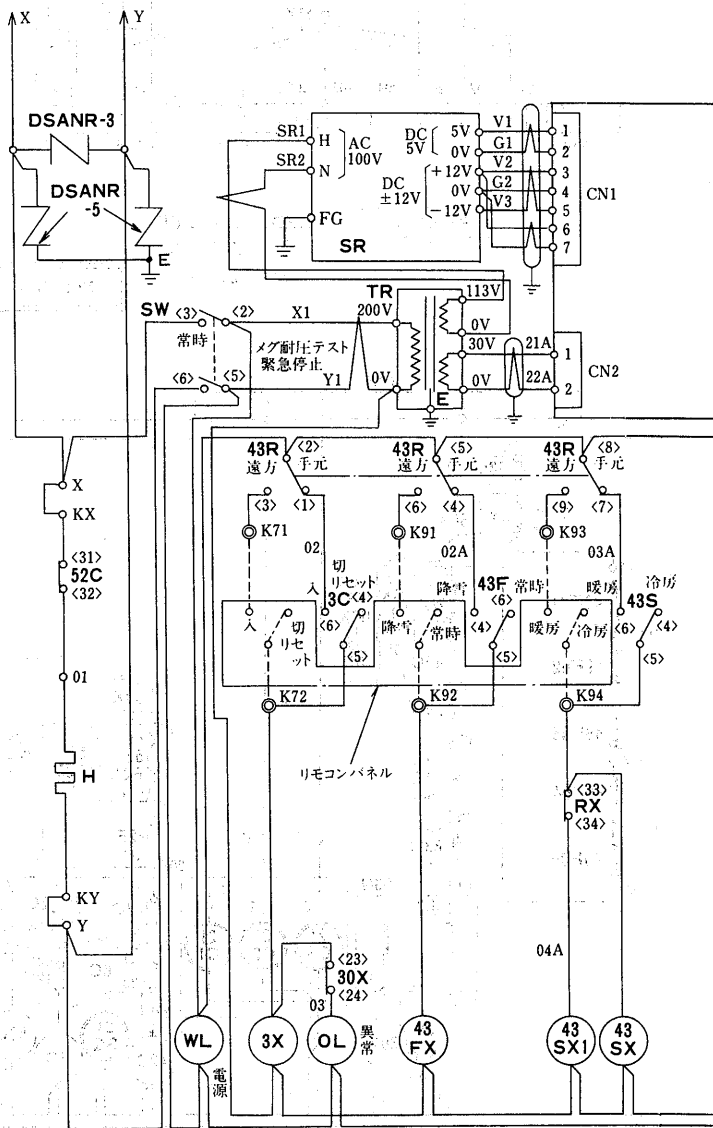 X Y
DSANR-3
DSANR
-5
E
SR1 H
SR2 N
AC
100V
FG
SR
DC
5V
5V V1 1
0V G1 2
DC
±12V
+12V V2 3
0V G2 4
−12V V3 5
6
7
CN1
TR
113V
200V
0V
30V 21A 1
0V 0V 22A 2
CN2
E
SW <3> <2> X1
常時
メグ耐圧テスト
緊急停止
<6> <5> Y1
43R <2>
遠方 手元
<3> <1>
43R <5>
遠方 手元
<6> <4>
43R <8>
遠方 手元
<9> <7>
K71
K91
K93
02
02A
03A
入 切
リセット
3C <4>
<6>
<5>
入 切
リセット
降雪 43F <6>
<4>
<5>
降雪 常時
常時 暖房 冷房
43S
<6> <4>
<5>
暖房 冷房
K72
K92
K94
リモコンパネル
X
KX
<31>
52C
<32>
01
H
KY
Y
<33>
RX
<34>
04A
<23>
30X
<24>
03
WL
電源
3X
OL
異常
43
FX
43
SX1
43
SX